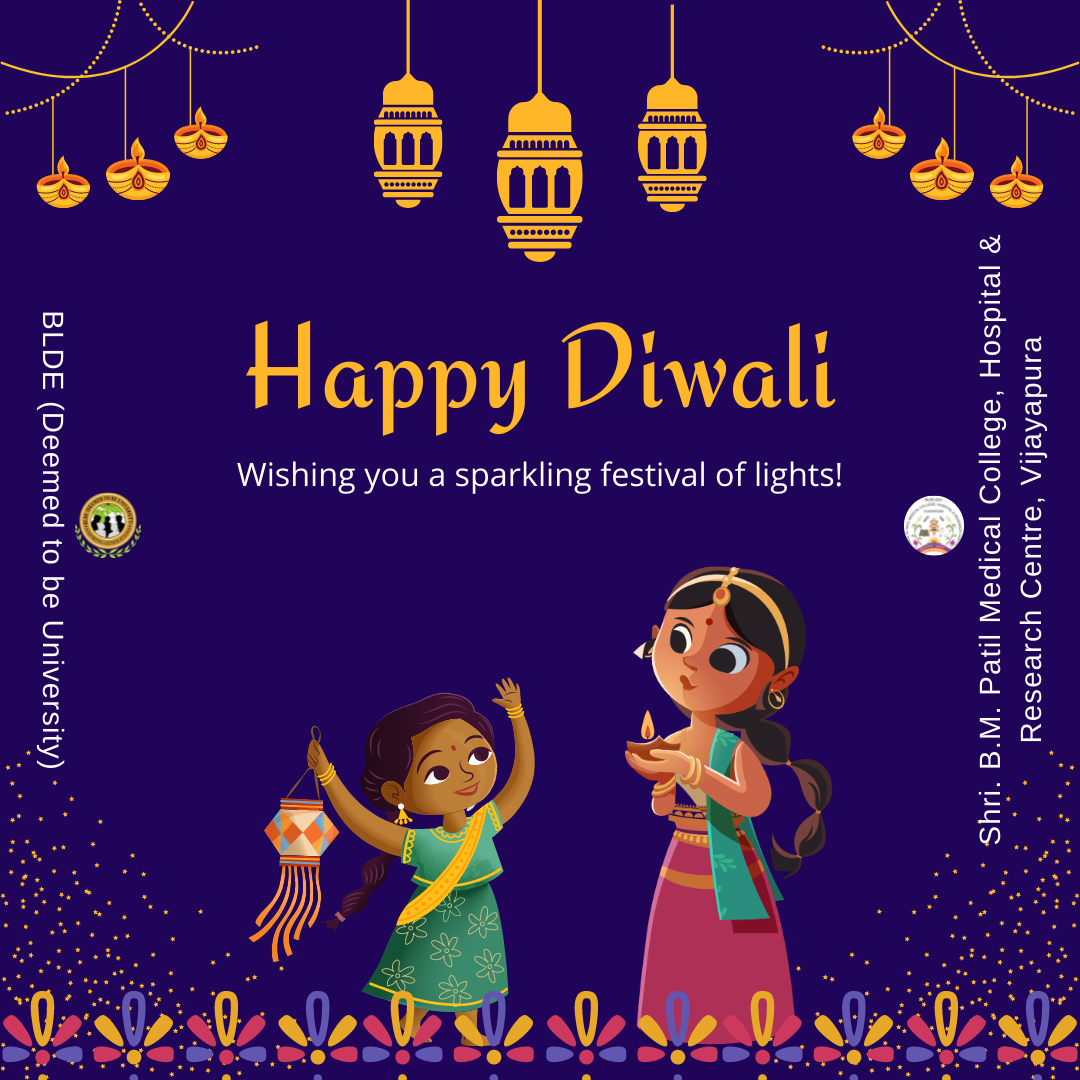 Happy Diwali
Wishing you a sparkling festival of lights!
BLDE (Deemed to be University)
Shri. B.M. Patil Medical College, Hospital &
Research Centre, Vijayapura